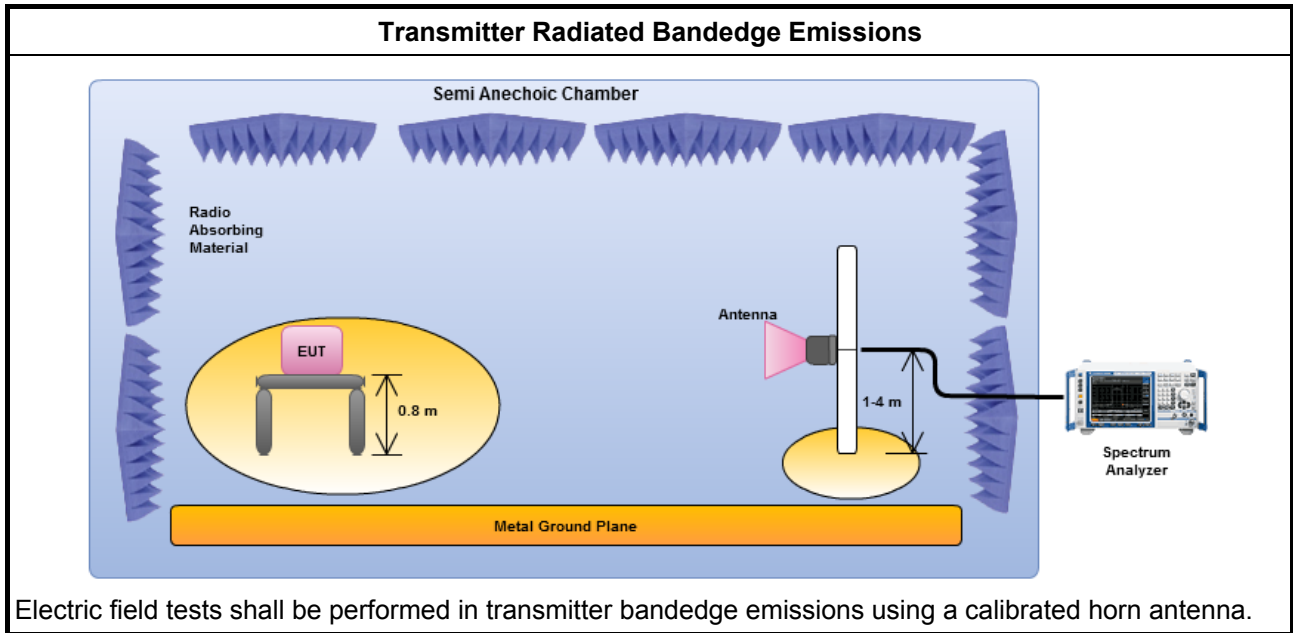 Transmitter Radiated Bandedge Emissions
Semi Anechoic Chamber
Radio
Absorbing
Material
Antenna
EUT
0.8 m
1-4 m
Spectrum
Analyzer
Metal Ground Plane
Electric field tests shall be performed in transmitter bandedge emissions using a calibrated horn antenna.